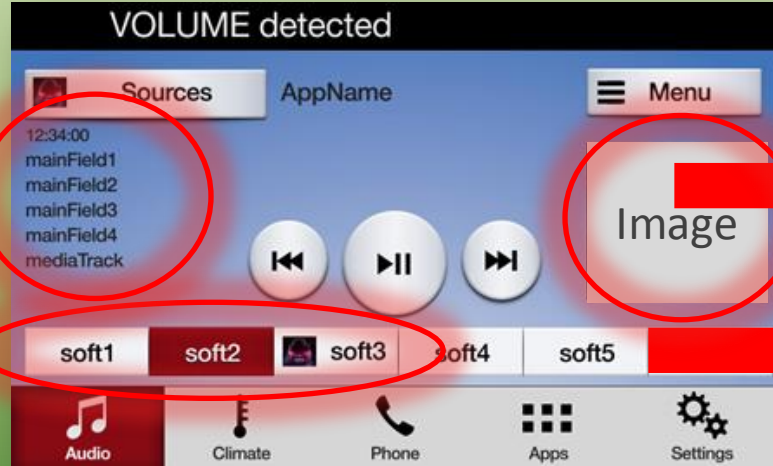 VOLUME detected
Sources
AppName
Menu
12:34:00
mainField1
mainField2
mainField3
mainField4
mediaTrack
Image
soft1
soft2
soft3
soft4
soft5
Audio
Climate
Phone
Apps
Settings